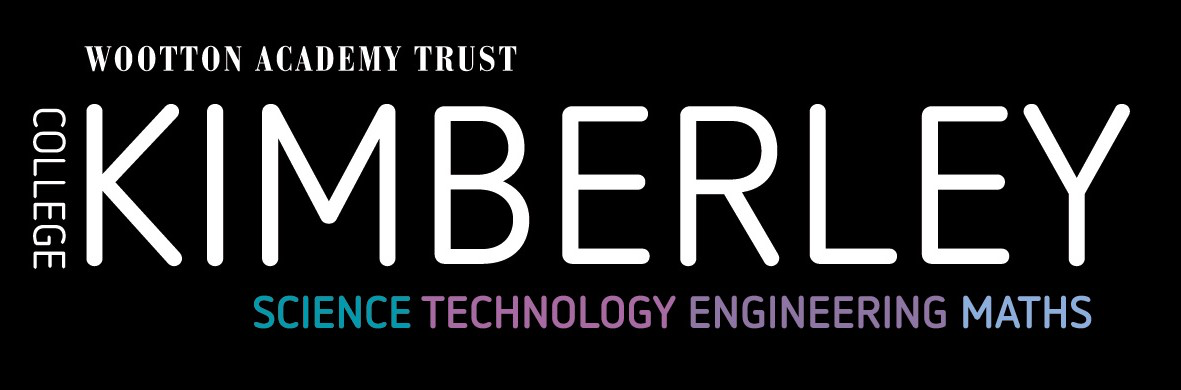 WOOTTON ACADEMY TRUST
COLLEGE
KIMBERLEY
SCIENCE TECHNOLOGY ENGINEERING MATHS